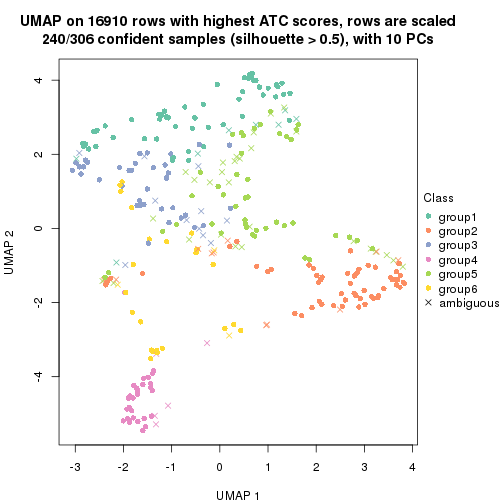 UMAP on 16910 rows with highest ATC scores, rows are scaled
240/306 confident samples (silhouette > 0.5), with 10 PCs
4
2
0
-2
-4
UMAP 2
-3 -2 -1 0 1 2 3 4
UMAP 1
Class
group1
group2
group3
group4
group5
group6
ambiguous